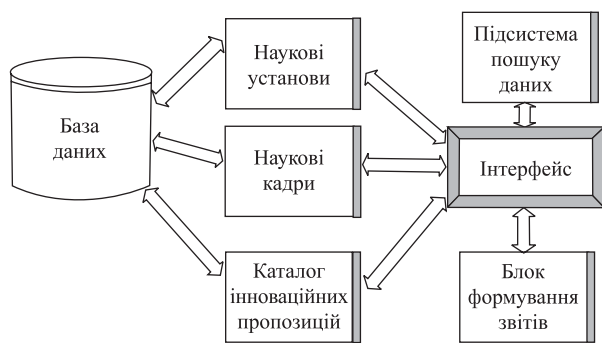 База
даних
Наукові
установи
Наукові
кадри
Каталог
інноваційних
пропозицій
Підсистема
пошуку
даних
Інтерфейс
Блок
формування
звітів